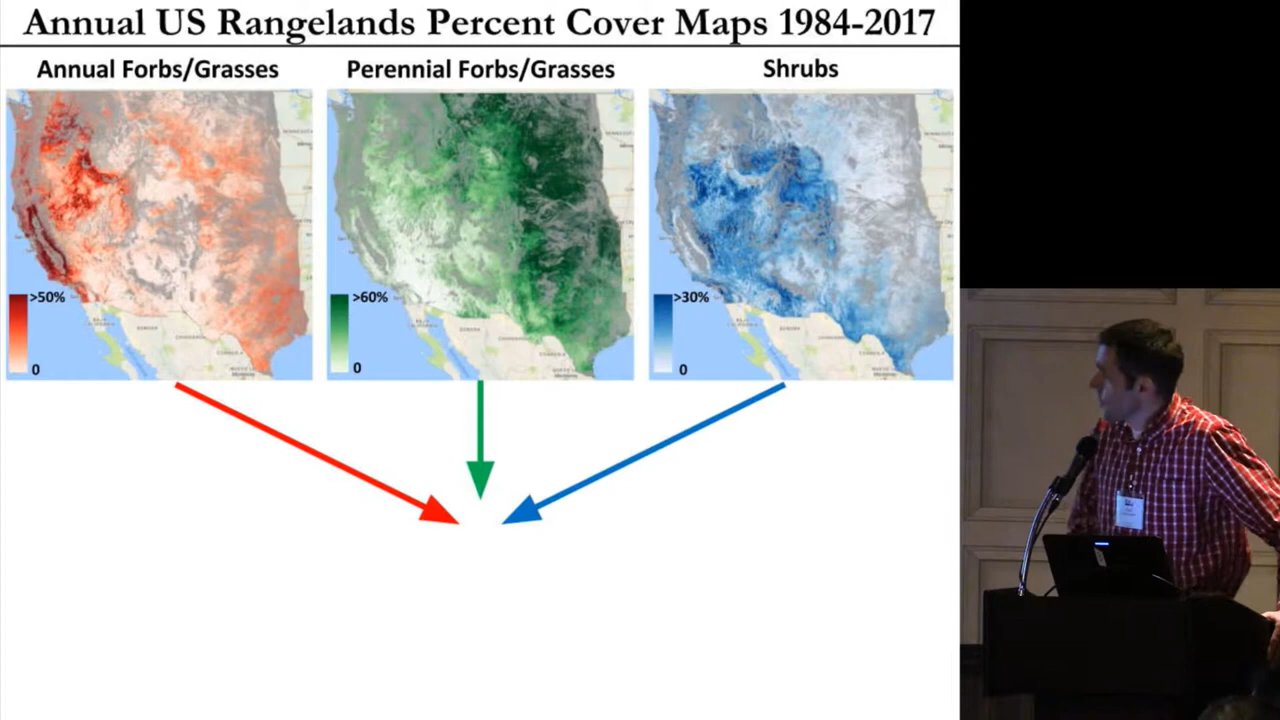 Annual US Rangelands Percent Cover Maps 1984-2017
Annual Forbs/Grasses
Perennial Forbs/Grasses
Shrubs
>50%
0
>60%
0
>30%
0